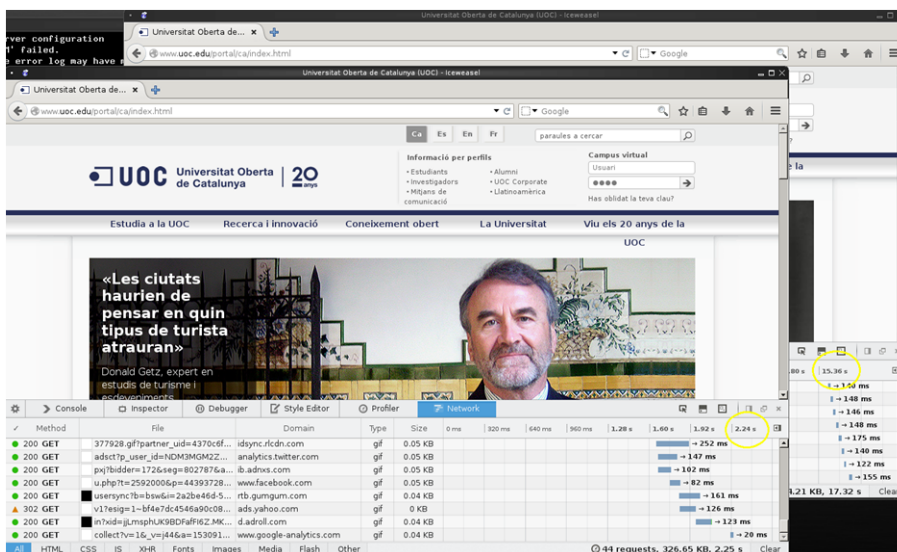 Universitat Oberta de Catalunya (UOC) - Iceweasel
rver configuration
Universitat Oberta de...
failed.
www.uoc.edu/portal/ca/index.html
Google
e error log may have
Universitat Oberta de Catalunya (UOC) - Iceweasel
Universitat Oberta de...
www.uoc.edu/portal/ca/index.html
Google
Ca Es En Fr paraules a cercar
Informació per perfils
Campus virtual
• Estudiants
• Alumni
Usuari
• Investigadors
• UOC Corporate
• Mitjans de comunicació
• Llatinoamèrica
Has oblidat la teva clau?
UOC Universitat Oberta de Catalunya 20 anys
e la
Estudia a la UOC Recerca i innovació Coneixement obert La Universitat Viu els 20 anys de la UOC
«Les ciutats
haurien de
pensar en quin
tipus de turista
atrauran»
Donald Getz, expert en
estudis de turisme i
esdeveniments
Console Inspector Debugger Style Editor Profiler Network
Method File Domain Type Size 0 ms 320 ms 640 ms 960 ms 1.28 s 1.60 s 1.92 s 2.24 s
200 GET 377928.gif?partner_uid=4370c6f... idsync.rlcdn.com gif 0.05 KB → 252 ms
200 GET adsct?p_user_id=NDM3MGM2Z... analytics.twitter.com gif 0.05 KB → 147 ms
200 GET pxj?bidder=172&seg=802787&a... ib.adnxs.com gif 0.05 KB → 102 ms
200 GET u.php?t=2592000&p=44393728... www.facebook.com gif 0.05 KB → 82 ms
200 GET usersync?b=bsw&i=2a2be46d-5... rtb.gumgum.com gif 0.04 KB → 161 ms
302 GET v1?esig=1~bf4e7dc4546a90c08... ads.yahoo.com gif 0 KB → 126 ms
200 GET in?xid=jjLmsphUK9BDFafFI6Z.MK... d.adroll.com gif 0.04 KB → 123 ms
200 GET collect?v=1&_v=j44&a=153091... www.google-analytics.com gif 0.04 KB → 20 ms
All HTML CSS JS XHR Fonts Images Media Flash Other 44 requests, 326.65 KB, 2.25 s Clear
.80 s 15.36 s
→ 140 ms
→ 148 ms
→ 146 ms
→ 148 ms
→ 175 ms
→ 140 ms
→ 122 ms
→ 155 ms
4.21 KB, 17.32 s Clea